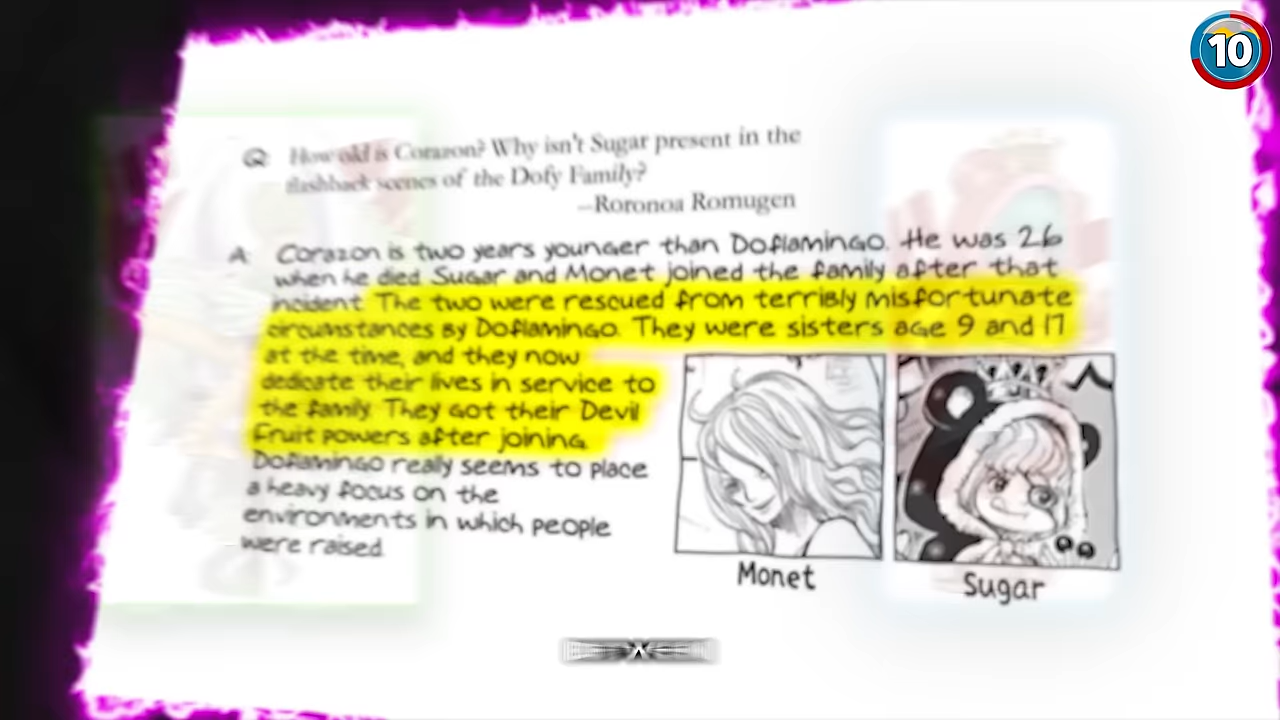 10
Q: How old is Corazon? Why isn't Sugar present in the
flashback scenes of the Dofy Family?
—Roronoa Romugen
A: Corazon is two years younger than Doflamingo. He was 26
when he died. Sugar and Monet joined the family after that
incident. The two were rescued from terribly misfortunate
circumstances by Doflamingo. They were sisters age 9 and 17
at the time, and they now
dedicate their lives in service to
the family. They got their Devil
Fruit powers after joining.
Doflamingo really seems to place
a heavy focus on the
environments in which people
were raised.
Monet
Sugar